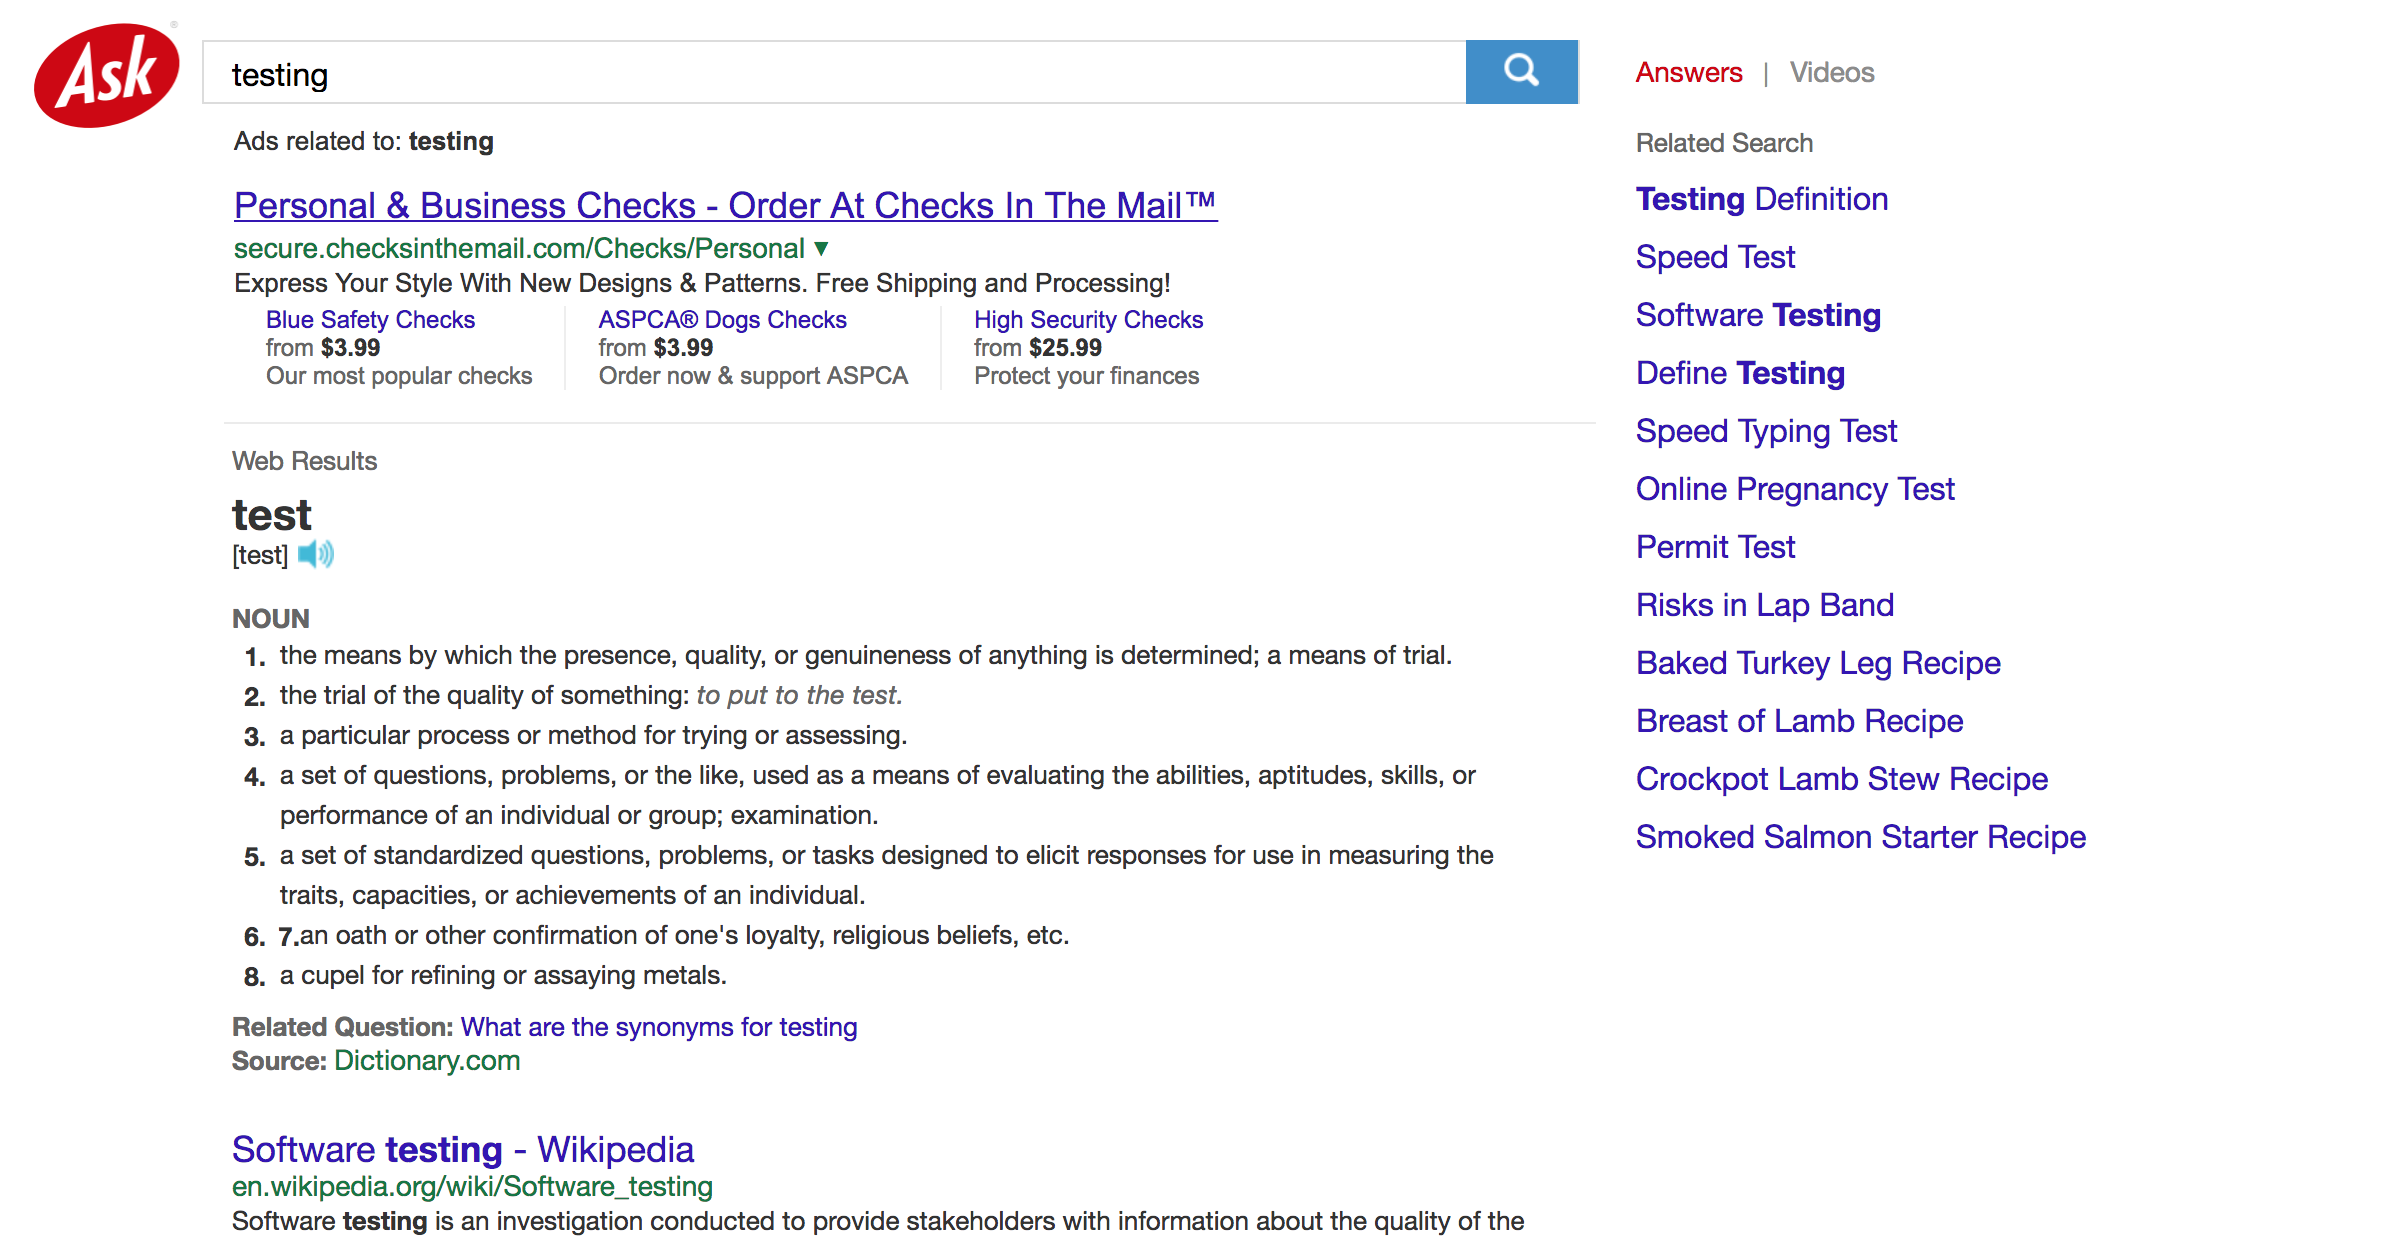 Ask ®
testing
Answers | Videos
Ads related to: testing
Personal & Business Checks - Order At Checks In The Mail™
secure.checksinthemail.com/Checks/Personal ▼
Express Your Style With New Designs & Patterns. Free Shipping and Processing!
Blue Safety Checks
from $3.99
Our most popular checks
ASPCA® Dogs Checks
from $3.99
Order now & support ASPCA
High Security Checks
from $25.99
Protect your finances
Web Results
test
[test]
NOUN
1. the means by which the presence, quality, or genuineness of anything is determined; a means of trial.
2. the trial of the quality of something: to put to the test.
3. a particular process or method for trying or assessing.
4. a set of questions, problems, or the like, used as a means of evaluating the abilities, aptitudes, skills, or
performance of an individual or group; examination.
5. a set of standardized questions, problems, or tasks designed to elicit responses for use in measuring the
traits, capacities, or achievements of an individual.
6. 7.an oath or other confirmation of one's loyalty, religious beliefs, etc.
8. a cupel for refining or assaying metals.
Related Question: What are the synonyms for testing
Source: Dictionary.com
Software testing - Wikipedia
en.wikipedia.org/wiki/Software_testing
Software testing is an investigation conducted to provide stakeholders with information about the quality of the
Related Search
Testing Definition
Speed Test
Software Testing
Define Testing
Speed Typing Test
Online Pregnancy Test
Permit Test
Risks in Lap Band
Baked Turkey Leg Recipe
Breast of Lamb Recipe
Crockpot Lamb Stew Recipe
Smoked Salmon Starter Recipe